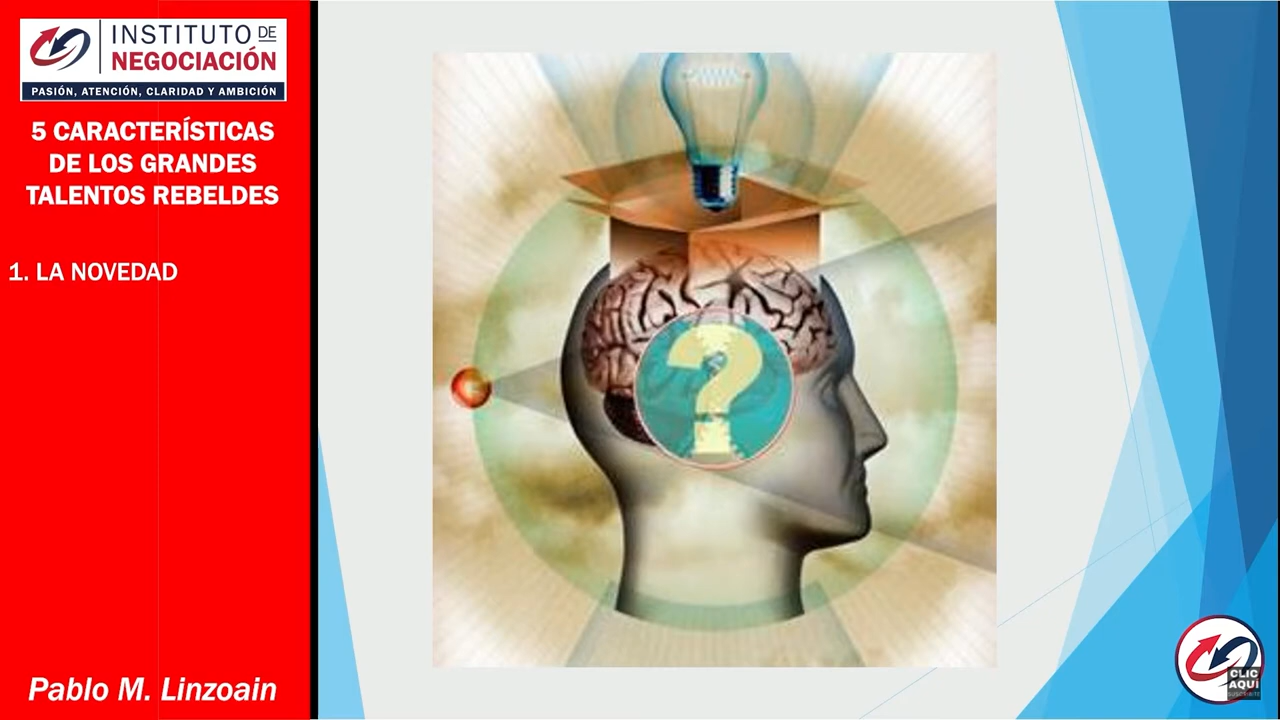 INSTITUTO DE
NEGOCIACIÓN
PASIÓN, ATENCIÓN, CLARIDAD Y AMBICIÓN
5 CARACTERÍSTICAS
DE LOS GRANDES
TALENTOS REBELDES
1. LA NOVEDAD
?
Pablo M. Linzoain
CLIC
AQUÍ